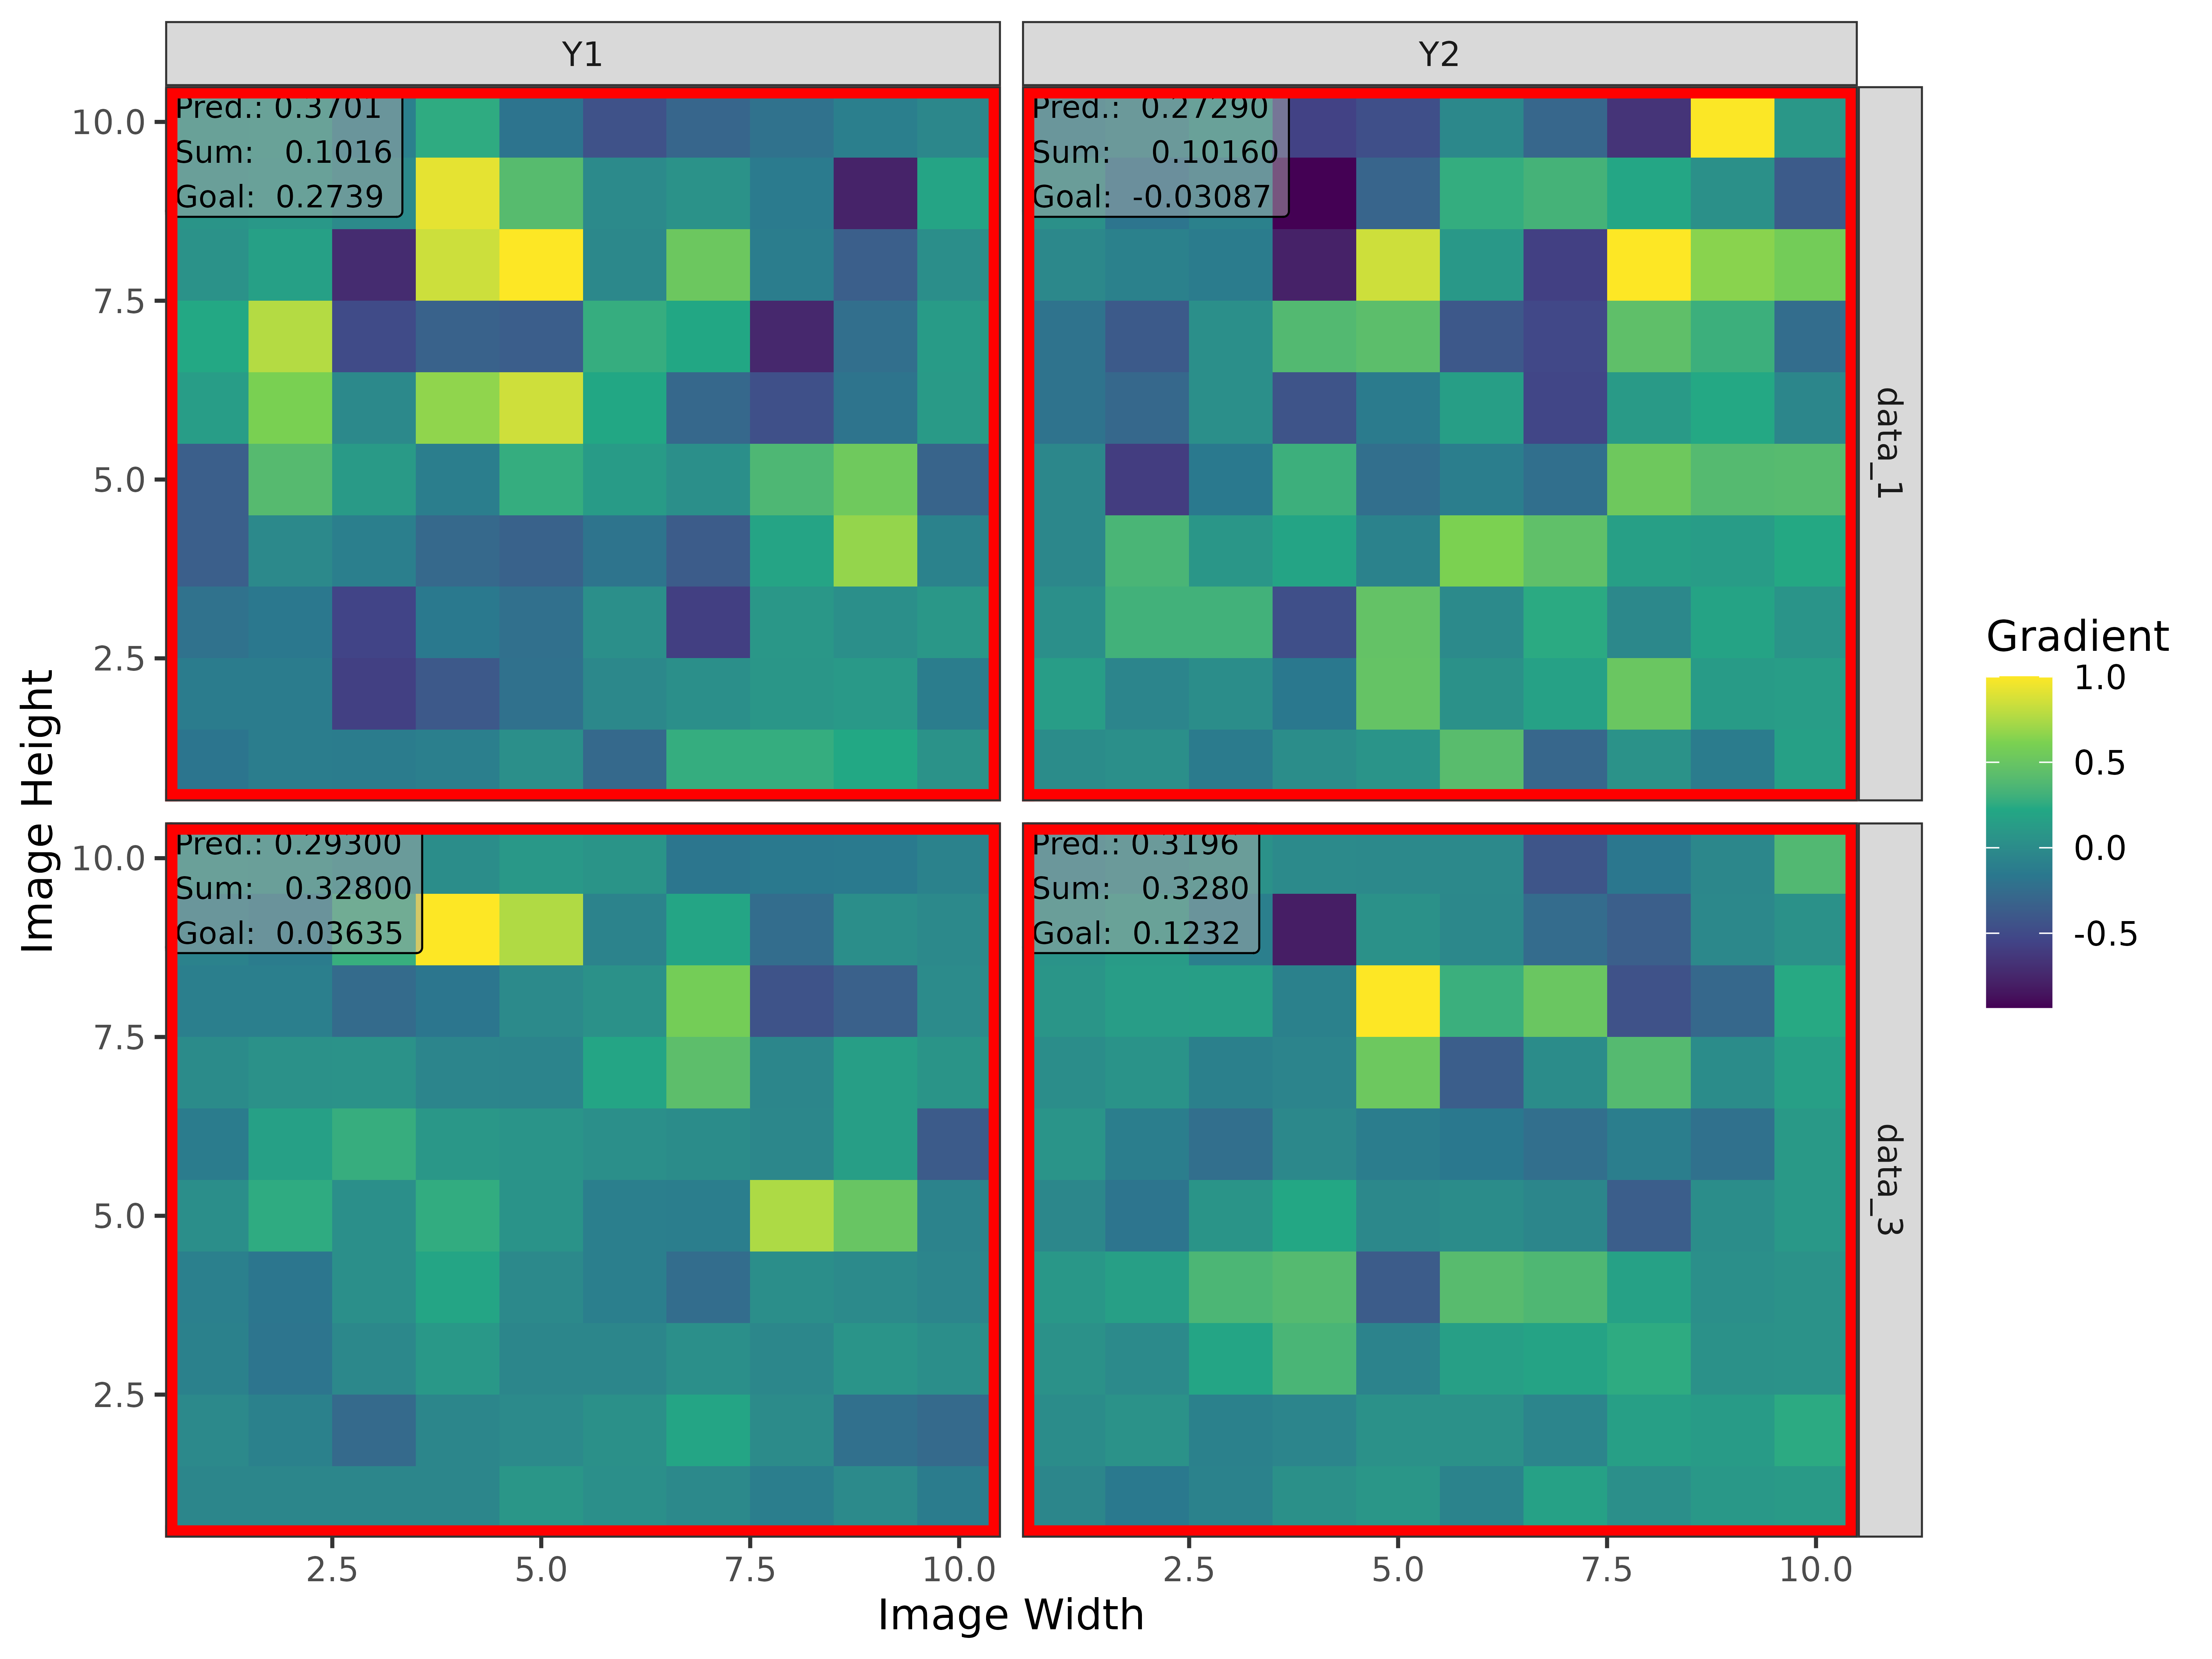 Y1
Y2
Pred.: 0.3701
Sum: 0.1016
Goal: 0.2739
Pred.: 0.27290
Sum: 0.10160
Goal: -0.03087
10.0
7.5
5.0
2.5
data_1
Pred.: 0.29300
Sum: 0.32800
Goal: 0.03635
Pred.: 0.3196
Sum: 0.3280
Goal: 0.1232
10.0
7.5
5.0
2.5
data_3
2.5 5.0 7.5 10.0
2.5 5.0 7.5 10.0
Image Width
Image Height
Gradient
1.0
0.5
0.0
-0.5